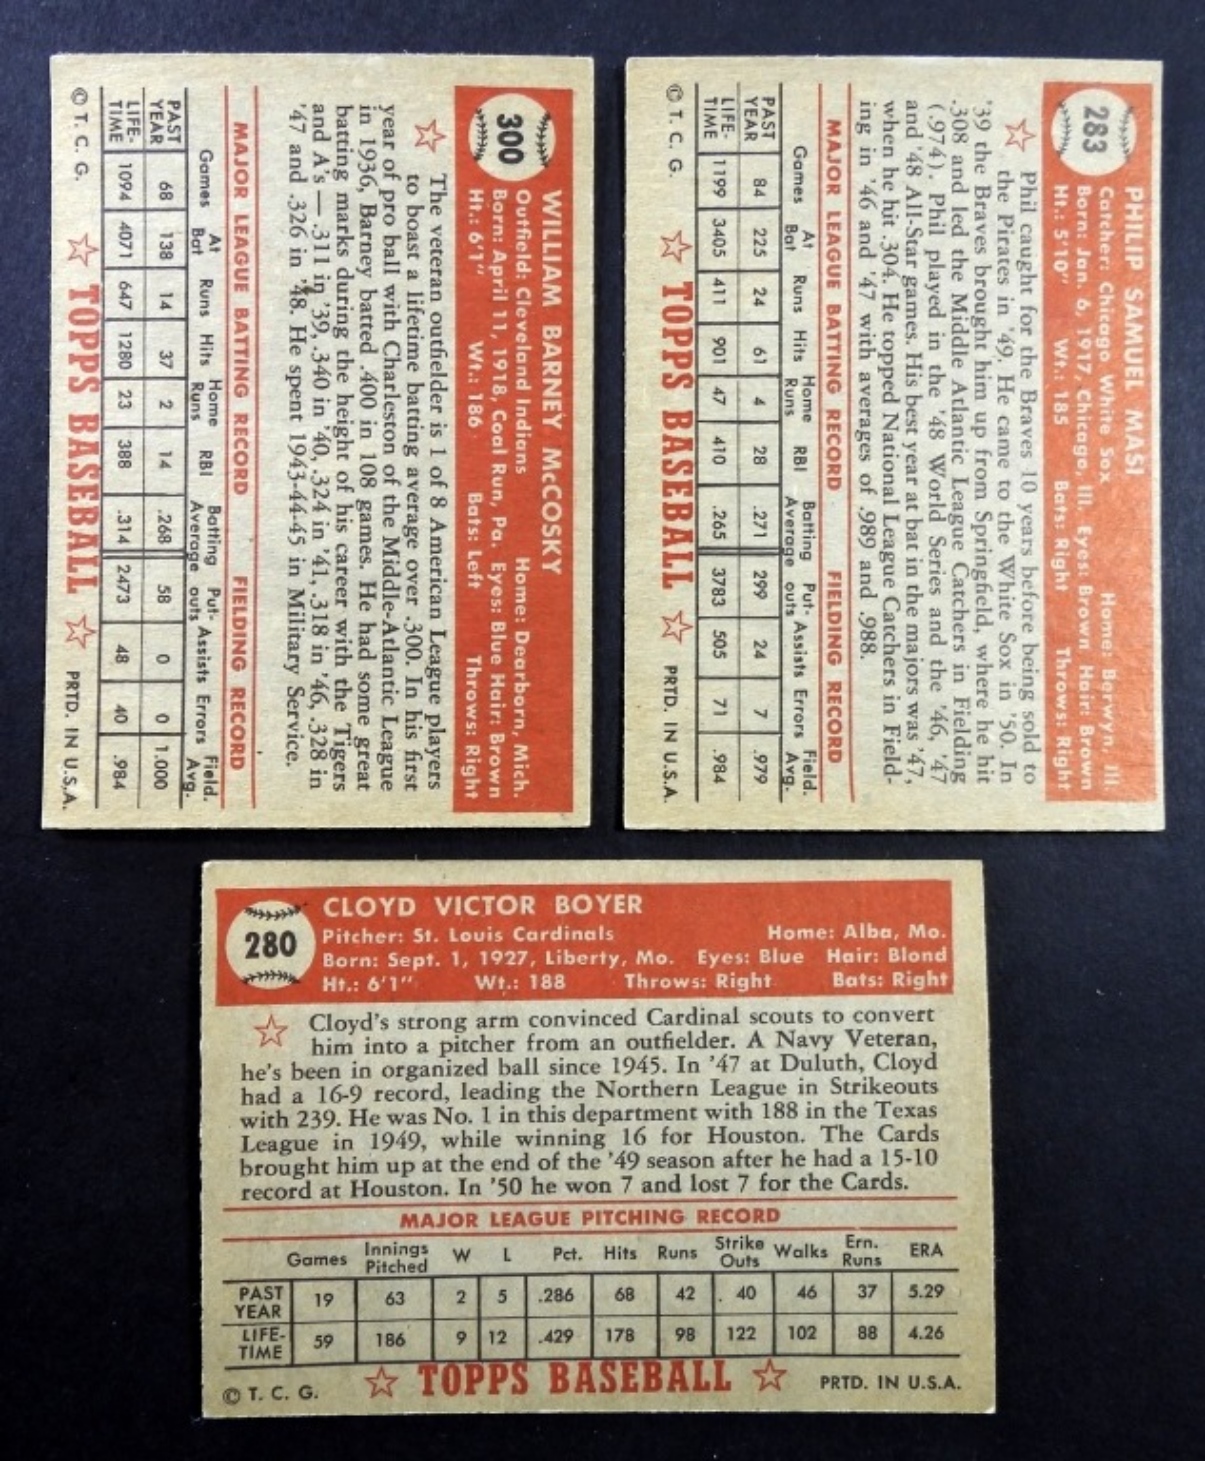 300
WILLIAM BARNEY McCOSKY
Outfield: Cleveland Indians Home: Dearborn, Mich.
Born: April 11, 1918, Coal Run, Pa. Eyes: Blue Hair: Brown
Ht.: 6'1" Wt.: 186 Bats: Left Throws: Right
The veteran outfielder is 1 of 8 American League players
to boast a lifetime batting average over .300. In his first
year of pro ball with Charleston of the Middle-Atlantic League
in 1936, Barney batted .400 in 108 games. He had some great
batting marks during the height of his career with the Tigers
and A's—.311 in '39, .340 in '40, .324 in '41, .318 in '46, .328 in
'47 and .326 in '48. He spent 1943-44-45 in Military Service.
MAJOR LEAGUE BATTING RECORD FIELDING RECORD
Games At Bat Runs Hits Home Runs RBI Batting Average Put-outs Assists Errors Field. Avg.
PAST YEAR 68 138 14 37 2 14 .268 58 0 0 1.000
LIFE-TIME 1094 4071 647 1280 23 388 .314 2473 48 40 .984
© T. C. G. TOPPS BASEBALL PRTD. IN U.S.A.
283
PHILIP SAMUEL MASI
Catcher: Chicago White Sox Home: Berwyn, Ill.
Born: Jan. 6, 1917, Chicago, Ill. Eyes: Brown Hair: Brown
Ht.: 5'10" Wt.: 185 Bats: Right Throws: Right
Phil caught for the Braves 10 years before being sold to
the Pirates in '49. He came to the White Sox in '50. In
'39 the Braves brought him up from Springfield, where he hit
.308 and led the Middle Atlantic League Catchers in Fielding
(.974). Phil played in the '48 World Series and the '46, '47
and '48 All-Star games. His best year at bat in the majors was '47,
when he hit .304. He topped National League Catchers in Field-
ing in '46 and '47 with averages of .989 and .988.
MAJOR LEAGUE BATTING RECORD FIELDING RECORD
Games At Bat Runs Hits Home Runs RBI Batting Average Put-outs Assists Errors Field. Avg.
PAST YEAR 84 225 24 61 4 28 .271 299 24 7 .979
LIFE-TIME 1199 3405 411 901 47 410 .265 3783 505 71 .984
© T. C. G. TOPPS BASEBALL PRTD. IN U.S.A.
280
CLOYD VICTOR BOYER
Pitcher: St. Louis Cardinals Home: Alba, Mo.
Born: Sept. 1, 1927, Liberty, Mo. Eyes: Blue Hair: Blond
Ht.: 6'1" Wt.: 188 Throws: Right Bats: Right
Cloyd's strong arm convinced Cardinal scouts to convert
him into a pitcher from an outfielder. A Navy Veteran,
he's been in organized ball since 1945. In '47 at Duluth, Cloyd
had a 16-9 record, leading the Northern League in Strikeouts
with 239. He was No. 1 in this department with 188 in the Texas
League in 1949, while winning 16 for Houston. The Cards
brought him up at the end of the '49 season after he had a 15-10
record at Houston. In '50 he won 7 and lost 7 for the Cards.
MAJOR LEAGUE PITCHING RECORD
Games Innings Pitched W L Pct. Hits Runs Strike Outs Walks Ern. Runs ERA
PAST YEAR 19 63 2 5 .286 68 42 40 46 37 5.29
LIFE-TIME 59 186 9 12 .429 178 98 122 102 88 4.26
© T. C. G. TOPPS BASEBALL PRTD. IN U.S.A.